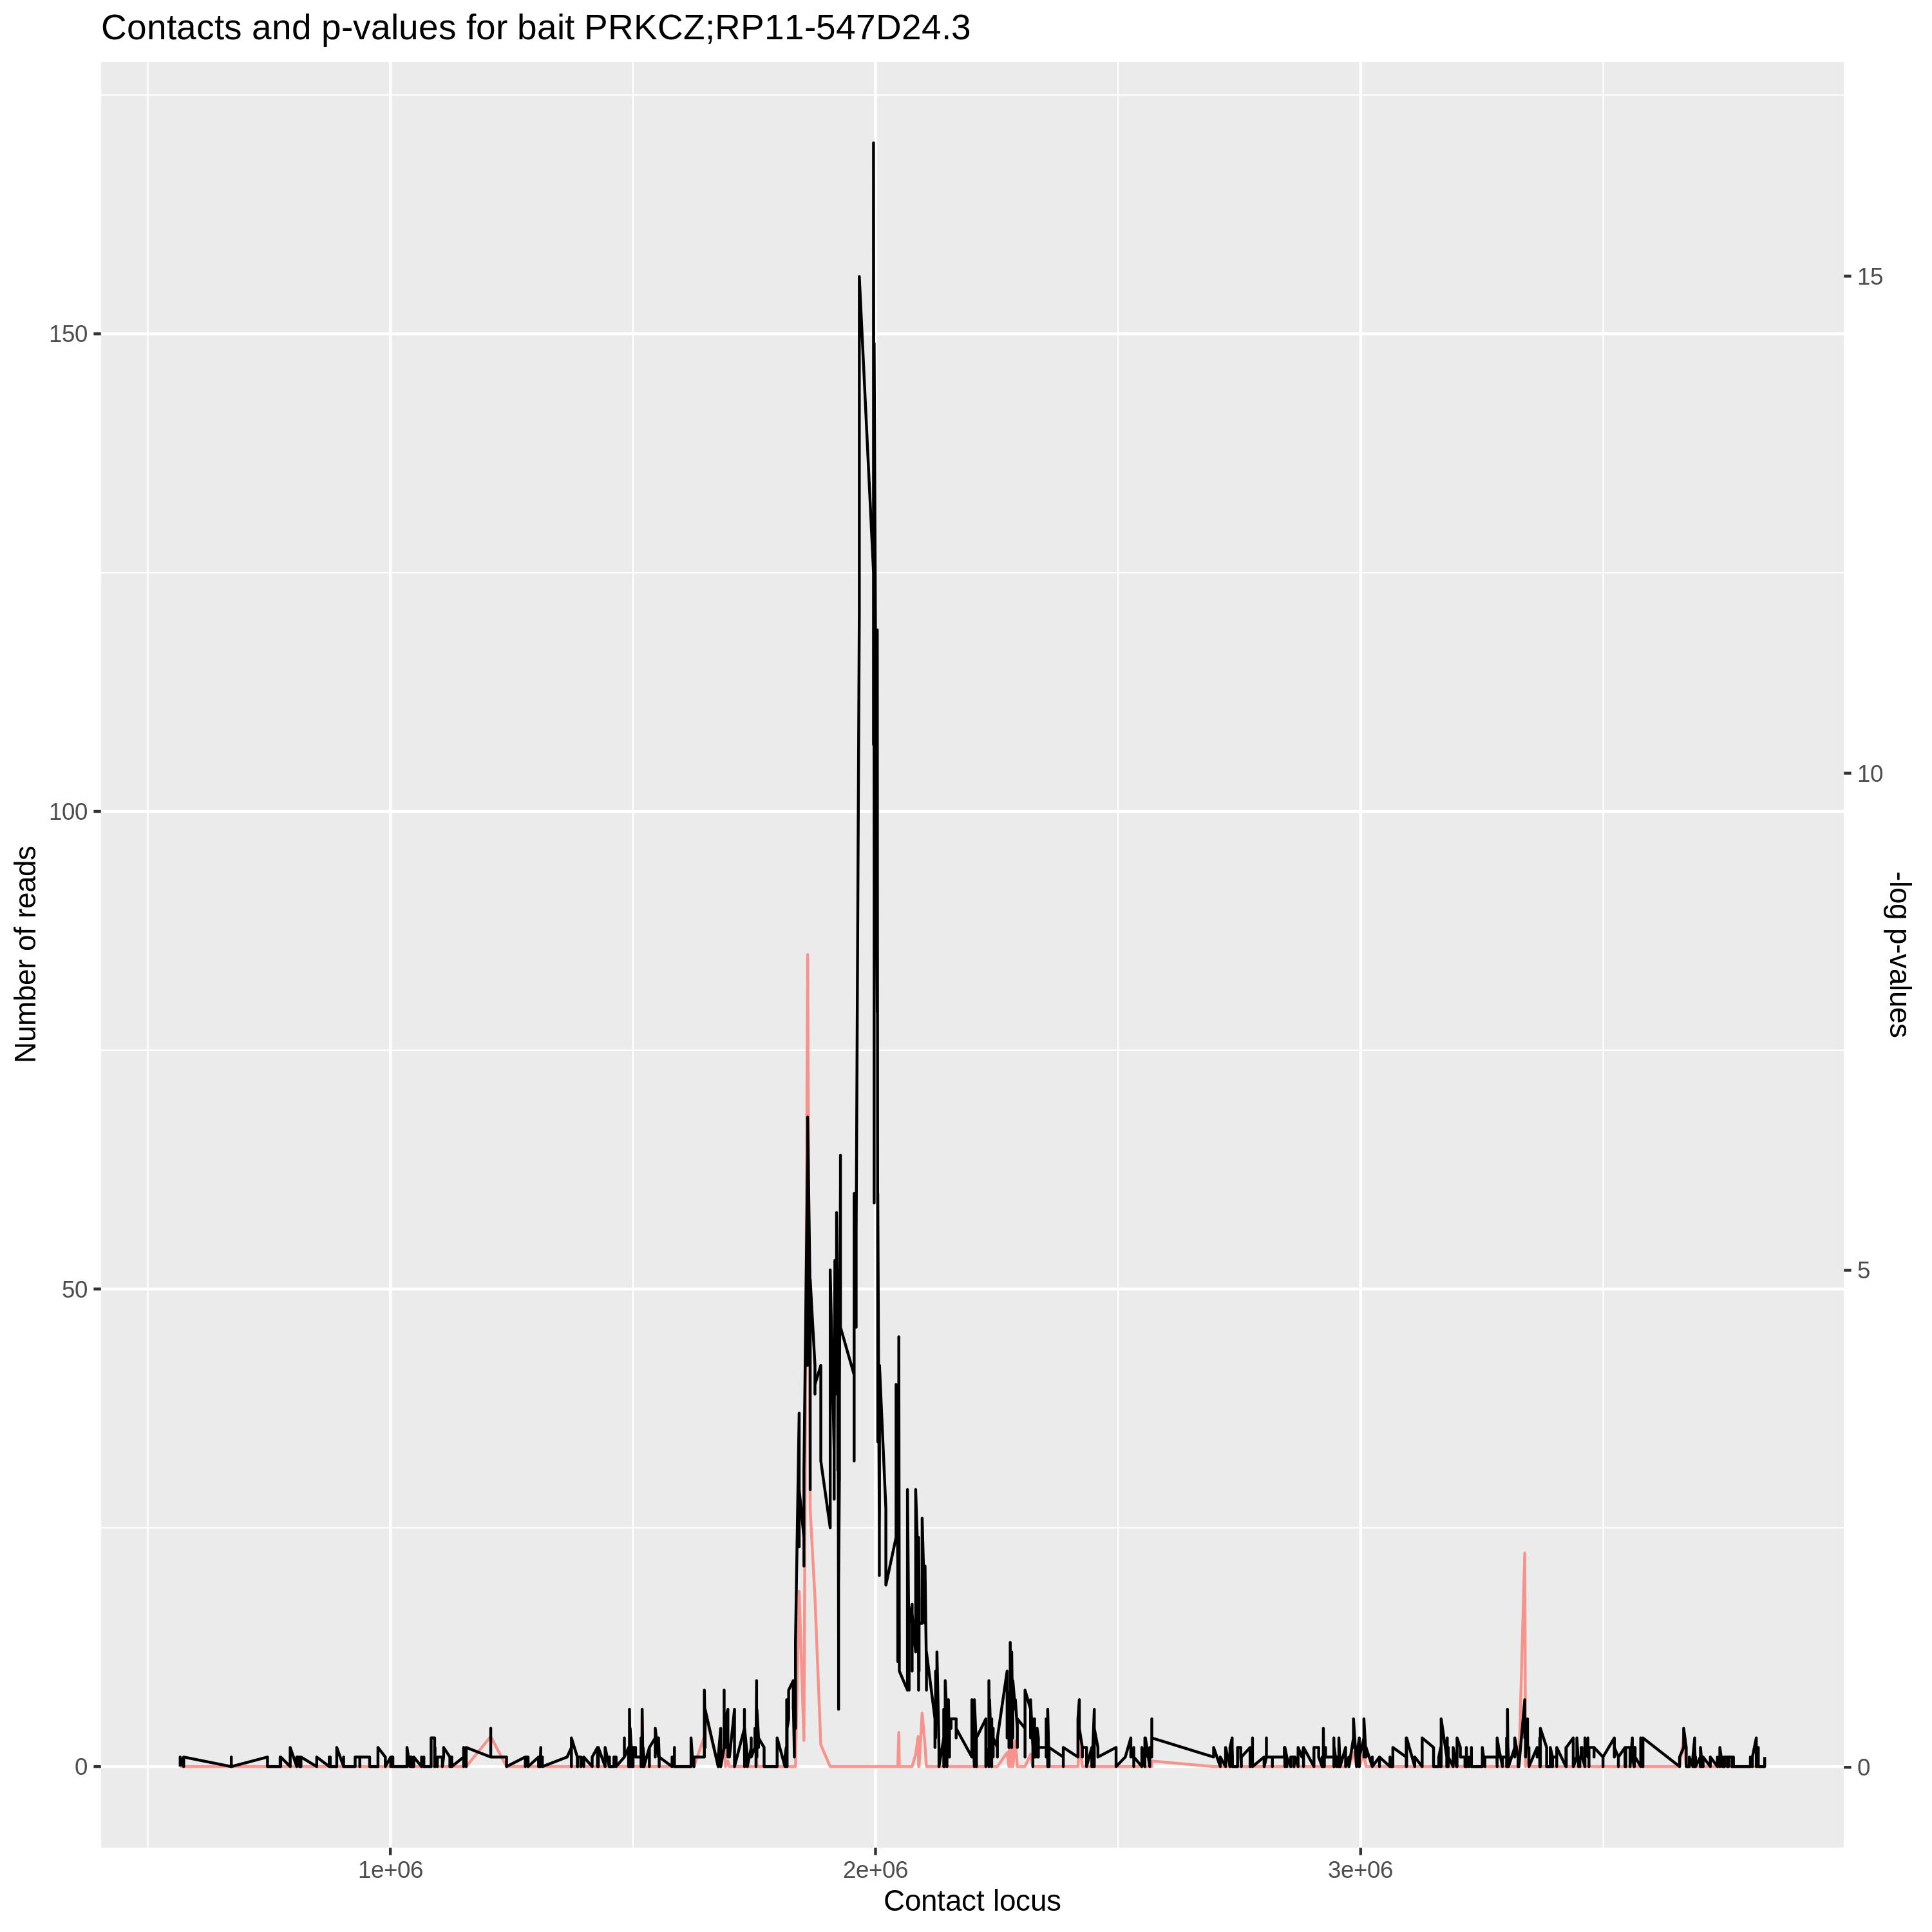 Contacts and p-values for bait PRKCZ;RP11-547D24.3
150
100
50
0
Number of reads
15
10
5
0
-log p-values
1e+06
2e+06
3e+06
Contact locus